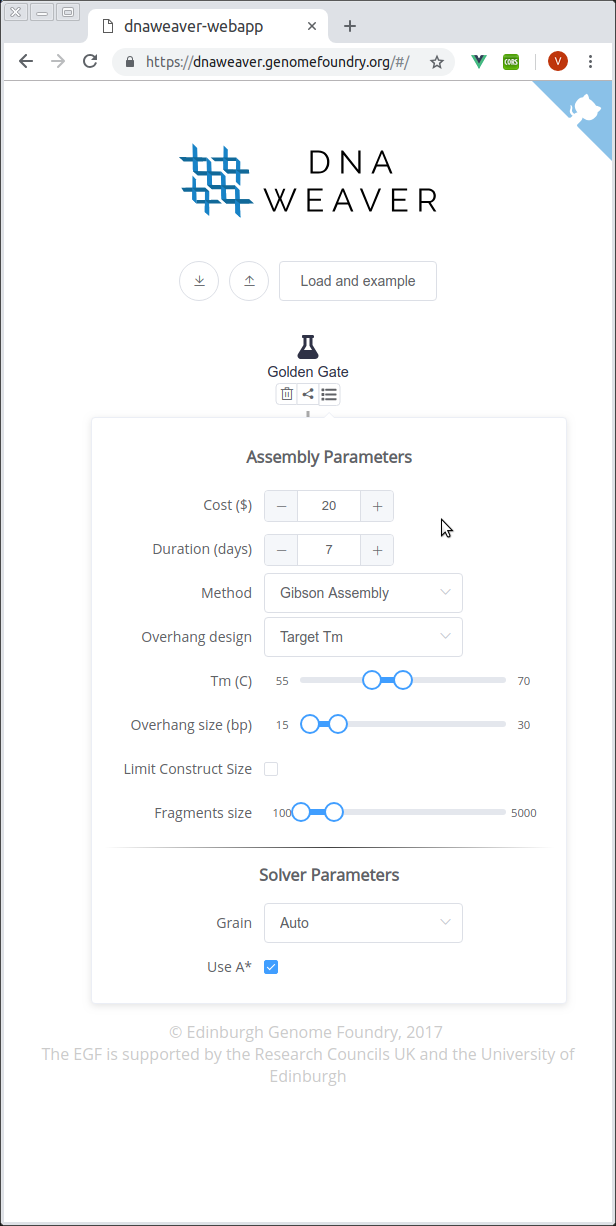 dnaweaver-webapp
https://dnaweaver.genomefoundry.org/#/
CORS
V
DNA
WEAVER
Load and example
Golden Gate
Assembly Parameters
Cost ($) 20
Duration (days) 7
Method Gibson Assembly
Overhang design Target Tm
Tm (C) 55 70
Overhang size (bp) 15 30
Limit Construct Size
Fragments size 100 5000
Solver Parameters
Grain Auto
Use A*
© Edinburgh Genome Foundry, 2017
The EGF is supported by the Research Councils UK and the University of
Edinburgh